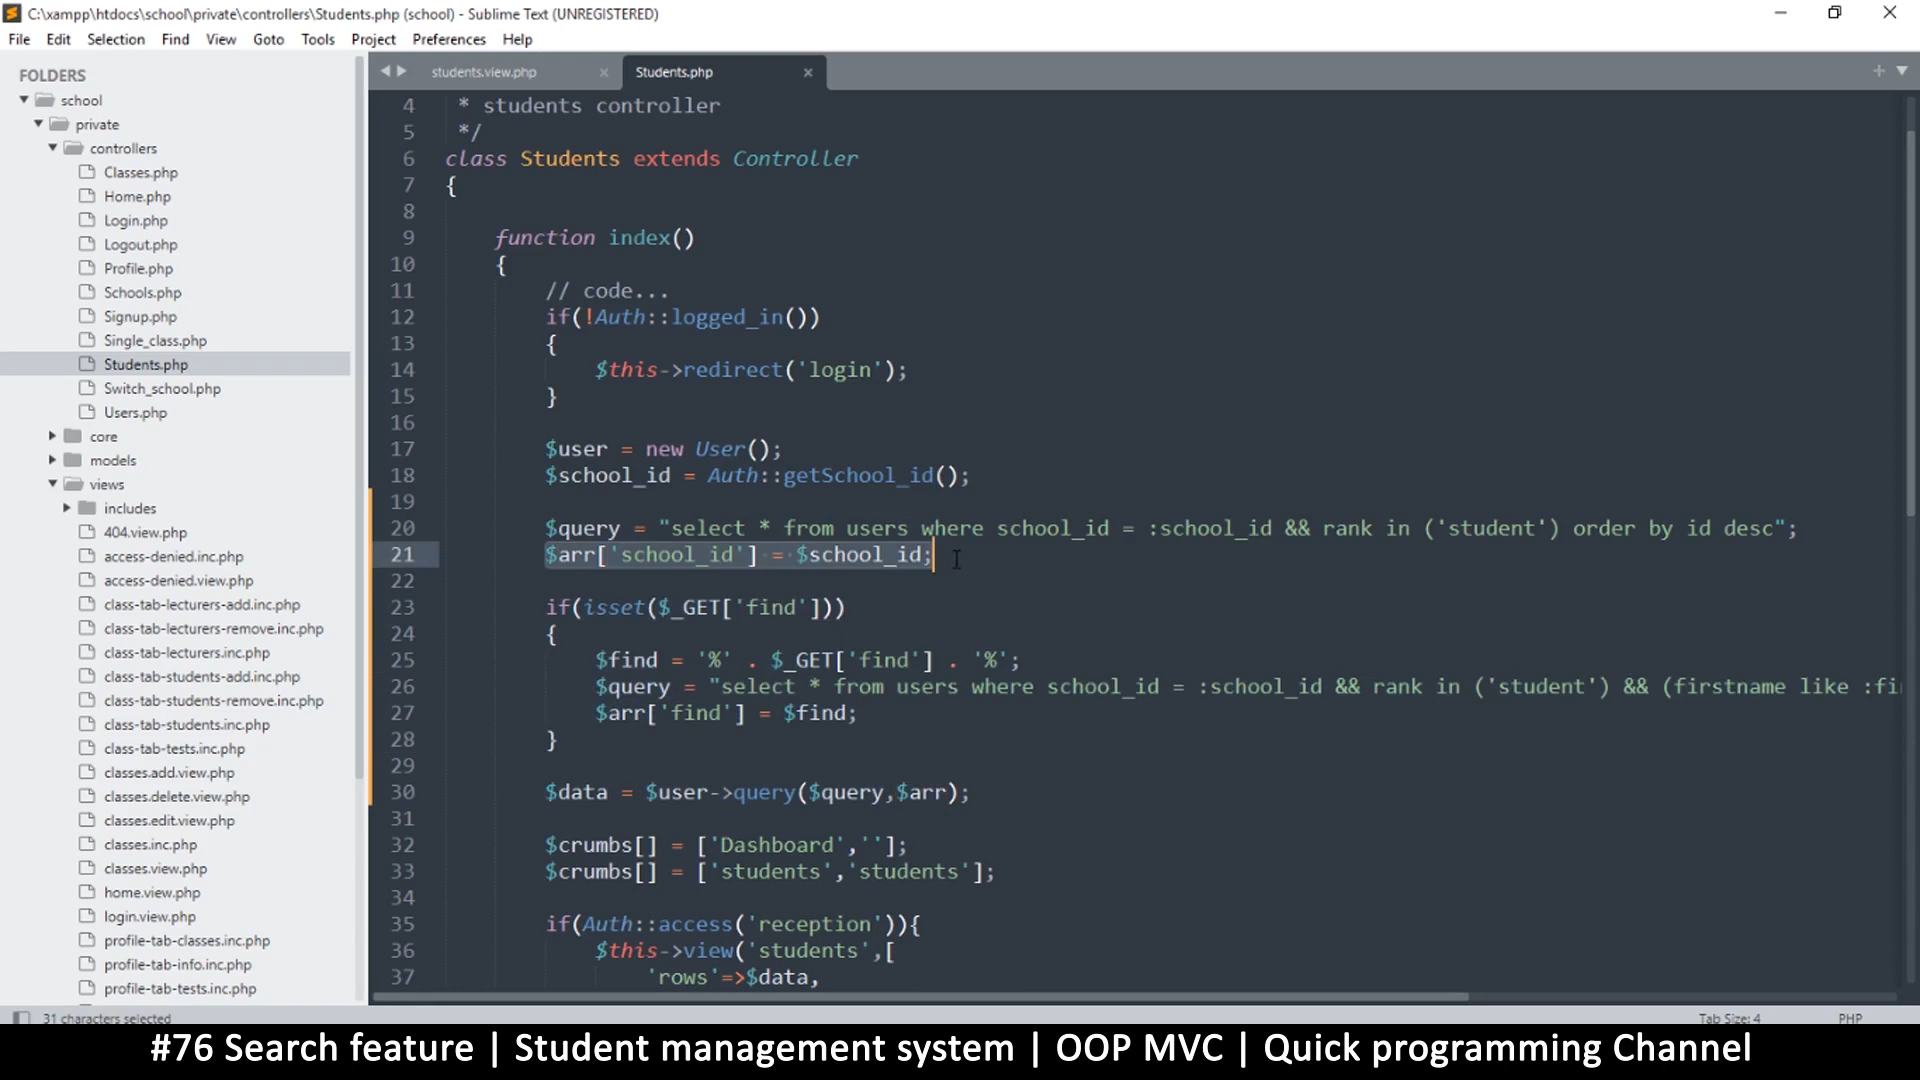 C:\xampp\htdocs\school\private\controllers\Students.php (school) - Sublime Text (UNREGISTERED)
File Edit Selection Find View Goto Tools Project Preferences Help
FOLDERS
school
private
controllers
Classes.php
Home.php
Login.php
Logout.php
Profile.php
Schools.php
Signup.php
Single_class.php
Students.php
Switch_school.php
Users.php
core
models
views
includes
404.view.php
access-denied.inc.php
access-denied.view.php
class-tab-lecturers-add.inc.php
class-tab-lecturers-remove.inc.php
class-tab-lecturers.inc.php
class-tab-students-add.inc.php
class-tab-students-remove.inc.php
class-tab-students.inc.php
class-tab-tests.inc.php
classes.add.view.php
classes.delete.view.php
classes.edit.view.php
classes.inc.php
classes.view.php
home.view.php
login.view.php
profile-tab-classes.inc.php
profile-tab-info.inc.php
profile-tab-tests.inc.php
students.view.php × Students.php ×
4 * students controller
5 */
6 class Students extends Controller
7 {
8
9 function index()
10 {
11 // code...
12 if(!Auth::logged_in())
13 {
14 $this->redirect('login');
15 }
16
17 $user = new User();
18 $school_id = Auth::getSchool_id();
19
20 $query = "select * from users where school_id = :school_id && rank in ('student') order by id desc";
21 $arr['school_id'] = $school_id;
22
23 if(isset($_GET['find']))
24 {
25 $find = '%' . $_GET['find'] . '%';
26 $query = "select * from users where school_id = :school_id && rank in ('student') && (firstname like :fi
27 $arr['find'] = $find;
28 }
29
30 $data = $user->query($query,$arr);
31
32 $crumbs[] = ['Dashboard',''];
33 $crumbs[] = ['students','students'];
34
35 if(Auth::access('reception')){
36 $this->view('students',[
37 'rows'=>$data,
31 characters selected Tab Size: 4 PHP
#76 Search feature | Student management system | OOP MVC | Quick programming Channel